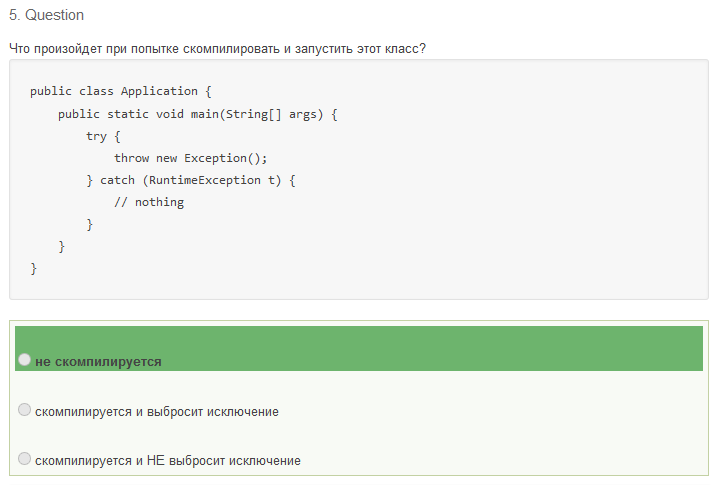 5. Question
Что произойдет при попытке скомпилировать и запустить этот класс?
public class Application {
    public static void main(String[] args) {
        try {
            throw new Exception();
        } catch (RuntimeException t) {
            // nothing
        }
    }
}
не скомпилируется
скомпилируется и выбросит исключение
скомпилируется и НЕ выбросит исключение